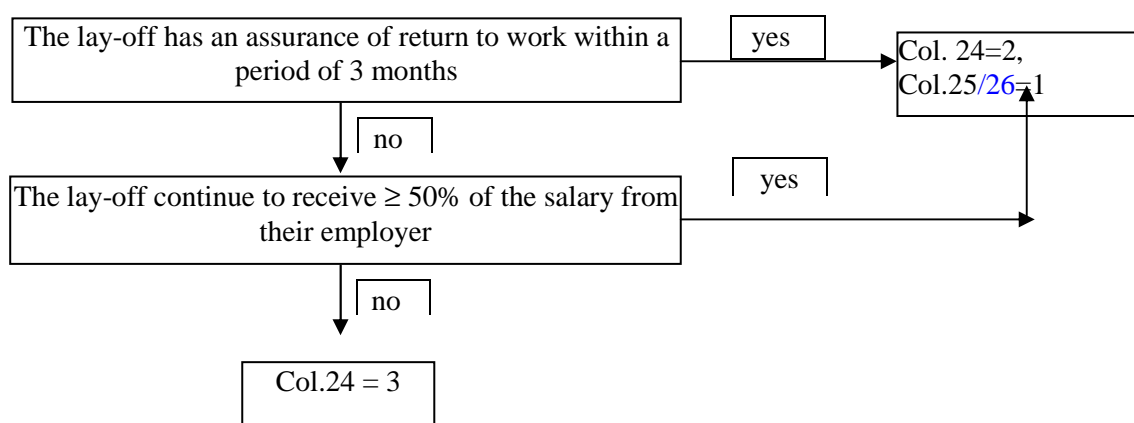 The lay-off has an assurance of return to work within a
period of 3 months
yes
Col. 24=2,
Col.25/26=1
no
The lay-off continue to receive ≥ 50% of the salary from
their employer
yes
no
Col.24 = 3